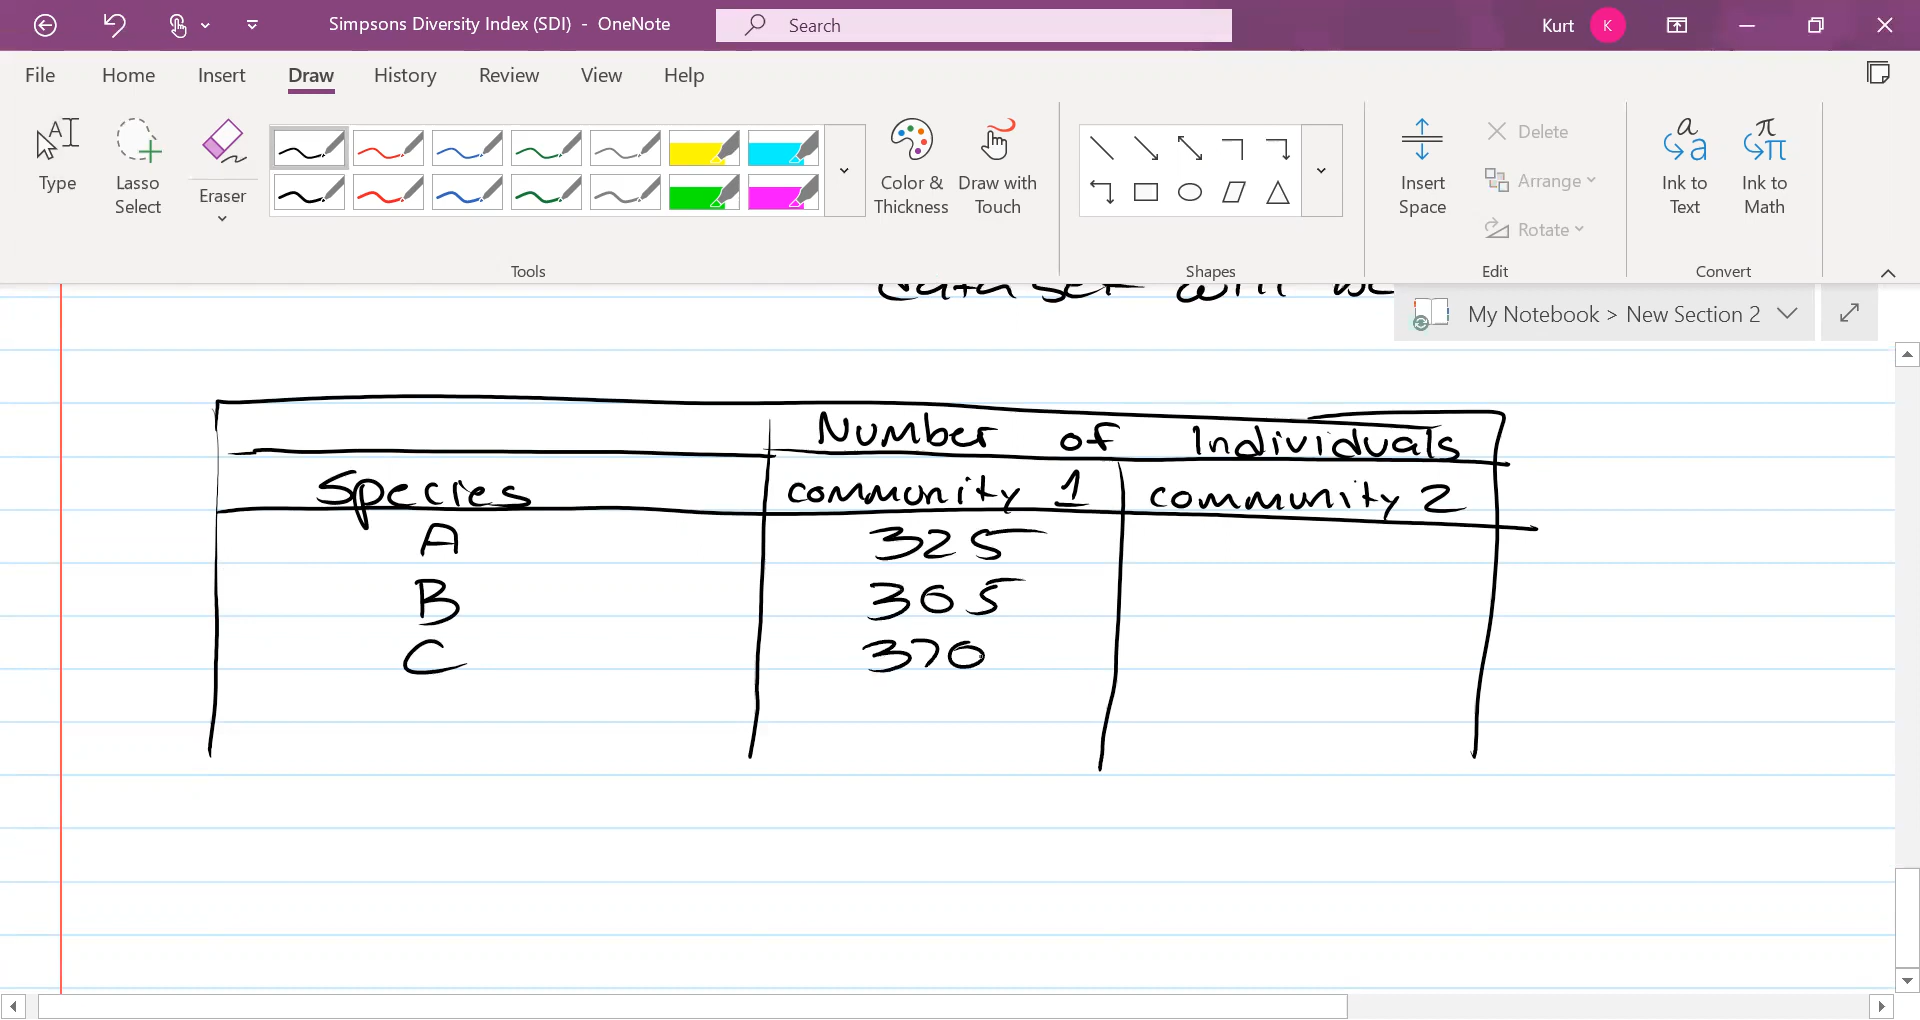 Simpsons Diversity Index (SDI) - OneNote
Search
Kurt
K
File Home Insert Draw History Review View Help
Type
Lasso Select
Eraser
Color & Thickness
Draw with Touch
Insert Space
Delete
Arrange
Rotate
Ink to Text
Ink to Math
Tools
Shapes
Edit
Convert
My Notebook > New Section 2
Number of Individuals
Species community 1 community 2
A 325
B 305
C 370